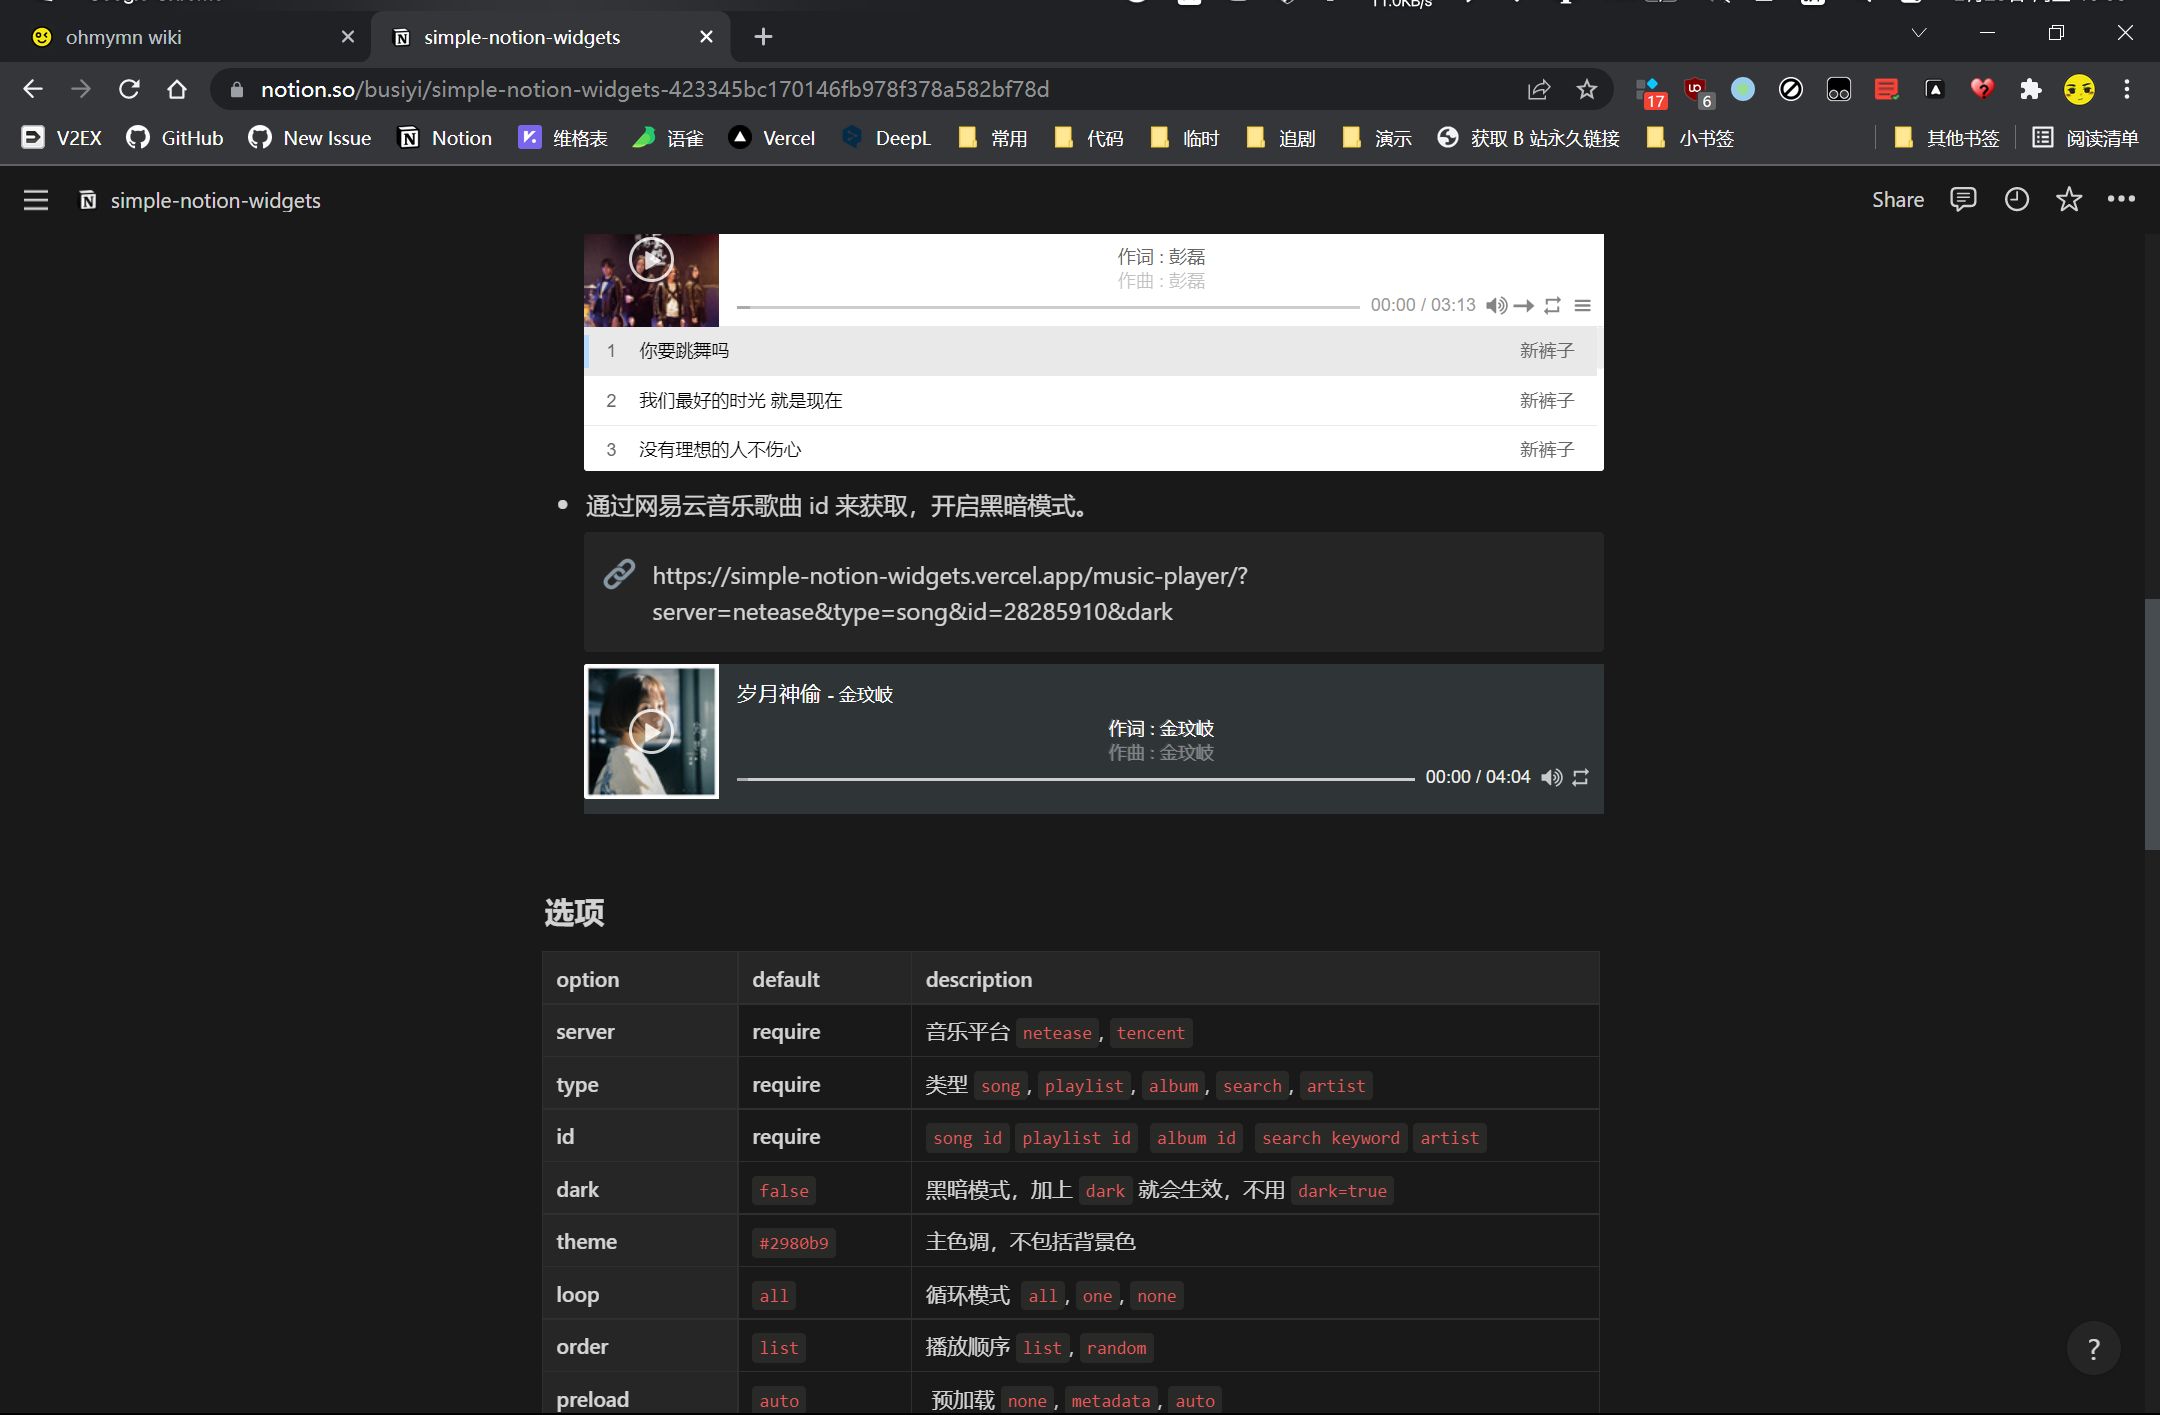 11.0KB/s
ohmymn wiki
simple-notion-widgets
notion.so/busiyi/simple-notion-widgets-423345bc170146fb978f378a582bf78d
17
6
V2EX GitHub New Issue Notion 维格表 语雀 Vercel DeepL 常用 代码 临时 追剧 演示 获取 B 站永久链接 小书签 其他书签 阅读清单
simple-notion-widgets
Share
作词 : 彭磊
作曲 : 彭磊
00:00 / 03:13
1 你要跳舞吗 新裤子
2 我们最好的时光 就是现在 新裤子
3 没有理想的人不伤心 新裤子
• 通过网易云音乐歌曲 id 来获取，开启黑暗模式。
https://simple-notion-widgets.vercel.app/music-player/?
server=netease&type=song&id=28285910&dark
岁月神偷 - 金玟岐
作词 : 金玟岐
作曲 : 金玟岐
00:00 / 04:04
选项
option default description
server require 音乐平台 netease, tencent
type require 类型 song, playlist, album, search, artist
id require song id playlist id album id search keyword artist
dark false 黑暗模式，加上 dark 就会生效，不用 dark=true
theme #2980b9 主色调，不包括背景色
loop all 循环模式 all, one, none
order list 播放顺序 list, random
preload auto 预加载 none, metadata, auto
?